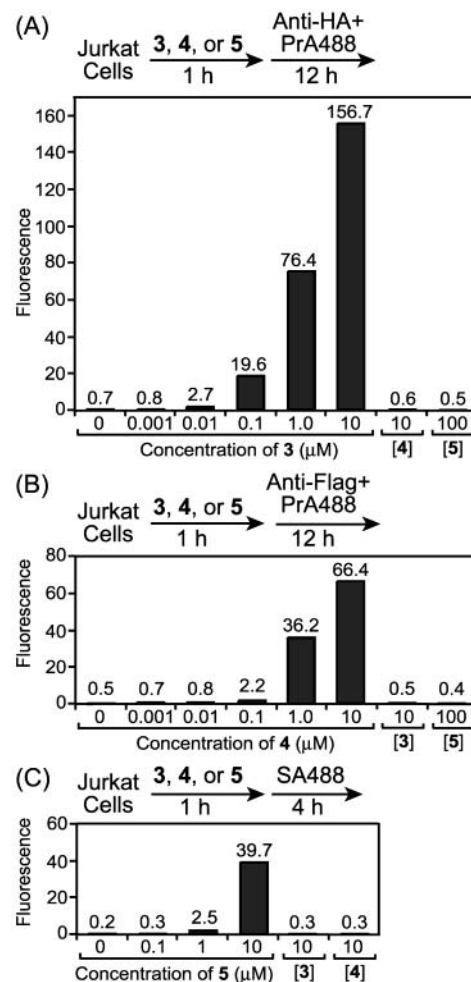 (A)
Jurkat Cells 3, 4, or 5 1 h Anti-HA+ PrA488 12 h
Fluorescence
160
140
120
100
80
60
40
20
0
0.7 0.8 2.7 19.6 76.4 156.7 0.6 0.5
0 0.001 0.01 0.1 1.0 10 10 100
Concentration of 3 (μM) [4] [5]
(B)
Jurkat Cells 3, 4, or 5 1 h Anti-Flag+ PrA488 12 h
Fluorescence
80
60
40
20
0
0.5 0.7 0.8 2.2 36.2 66.4 0.5 0.4
0 0.001 0.01 0.1 1.0 10 10 100
Concentration of 4 (μM) [3] [5]
(C)
Jurkat Cells 3, 4, or 5 1 h SA488 4 h
Fluorescence
60
40
20
0
0.2 0.3 2.5 39.7 0.3 0.3
0 0.1 1 10 10 10
Concentration of 5 (μM) [3] [4]